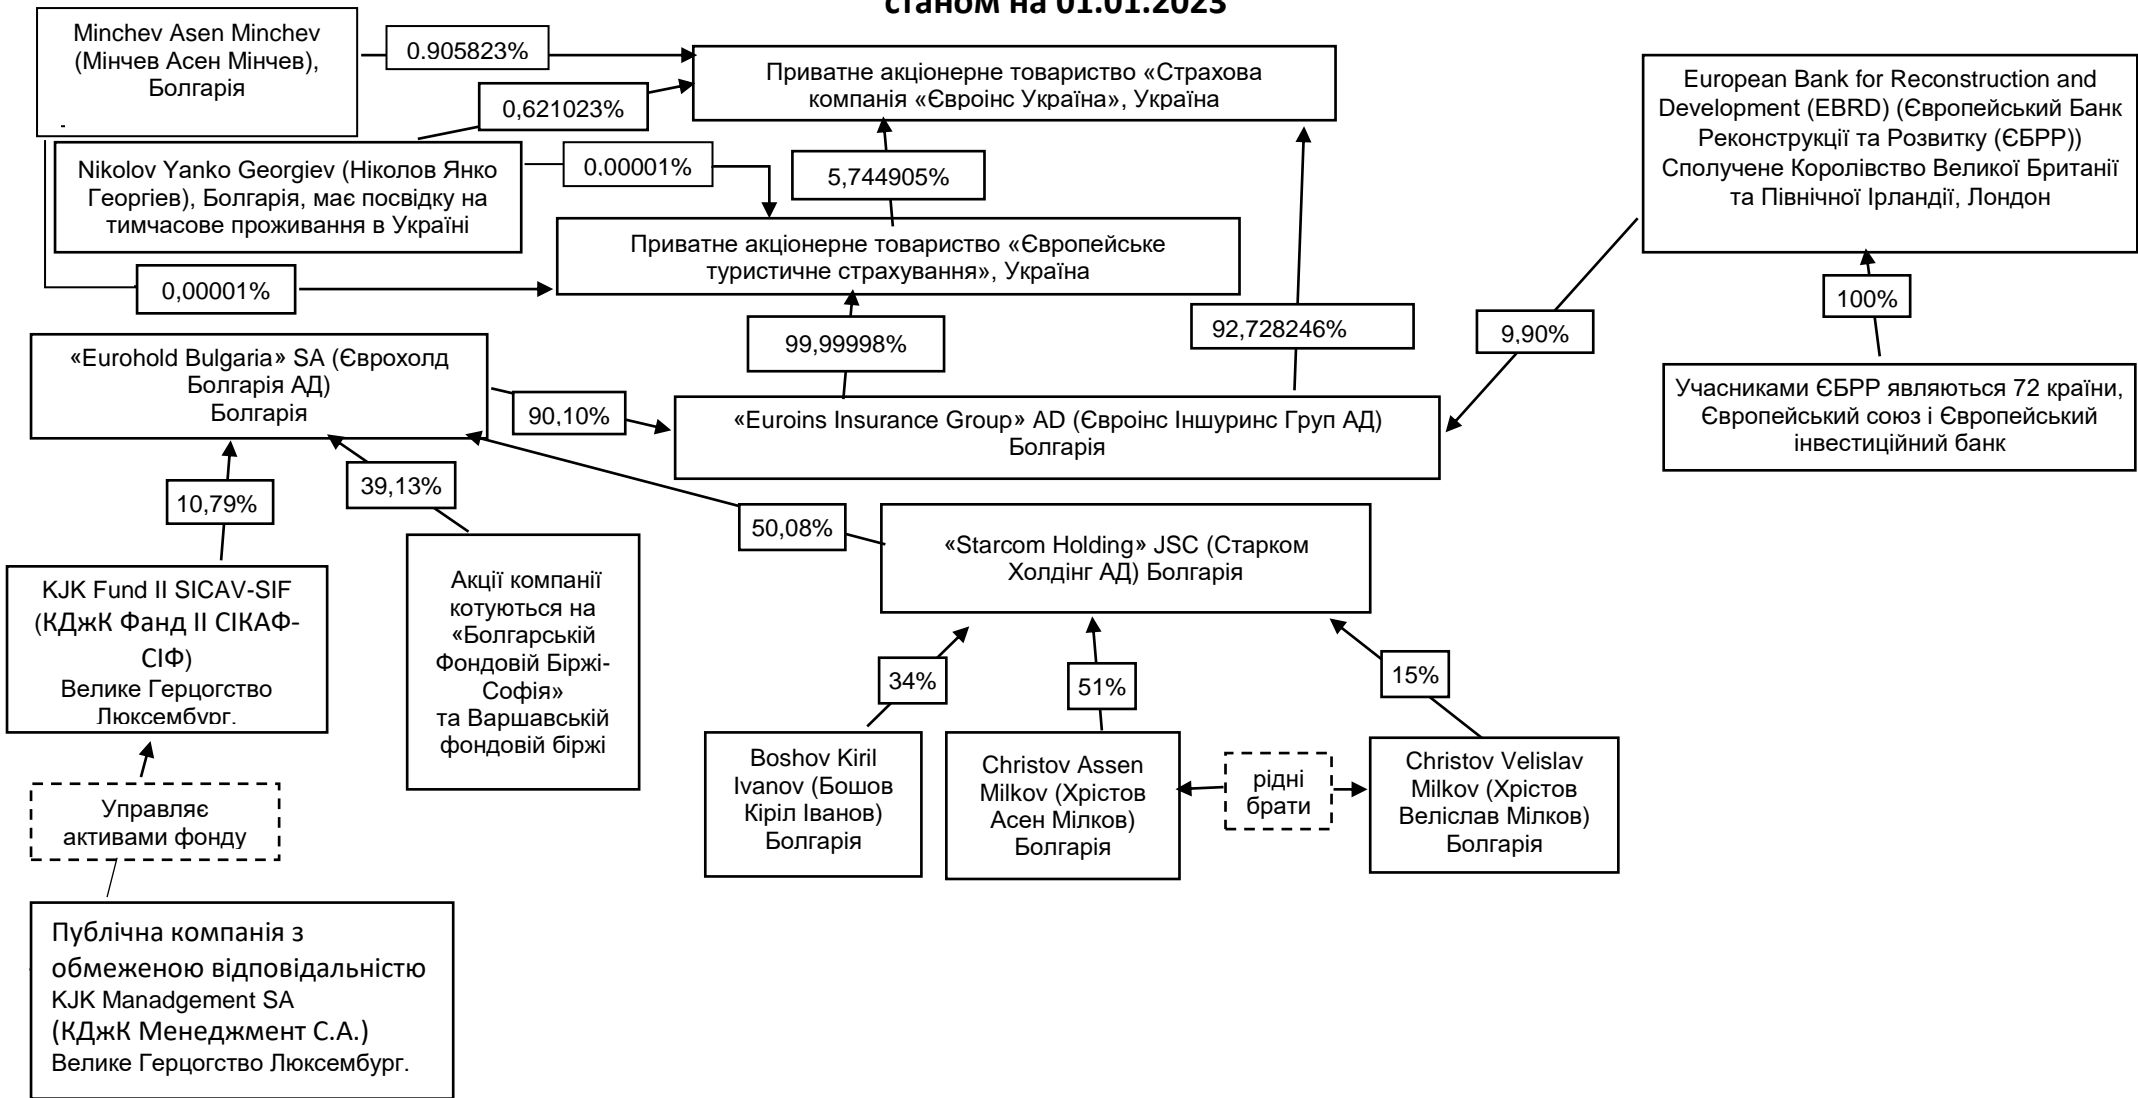 станом на 01.01.2023
Minchev Asen Minchev
(Мінчев Асен Мінчев),
Болгарія
-
0.905823%
Приватне акціонерне товариство «Страхова
компанія «Євроінс Україна», Україна
0,621023%
European Bank for Reconstruction and
Development (EBRD) (Європейський Банк
Реконструкції та Розвитку (ЄБРР))
Сполучене Королівство Великої Британії
та Північної Ірландії, Лондон
Nikolov Yanko Georgiev (Ніколов Янко
Георгієв), Болгарія, має посвідку на
тимчасове проживання в Україні
0.00001%
5,744905%
Приватне акціонерне товариство «Європейське
туристичне страхування», Україна
0,00001%
100%
99,99998%
92,728246%
9,90%
«Eurohold Bulgaria» SA (Єврохолд
Болгарія АД)
Болгарія
90,10%
«Euroins Insurance Group» AD (Євроінс Іншуринс Груп АД)
Болгарія
Учасниками ЄБРР являються 72 країни,
Європейський союз і Європейський
інвестиційний банк
10,79%
39,13%
50,08%
«Starcom Holding» JSC (Старком
Холдінг АД) Болгарія
KJK Fund II SICAV-SIF
(КДжК Фанд ІІ СІКАФ-
СІФ)
Велике Герцогство
Люксембург.
Акції компанії
котуються на
«Болгарській
Фондовій Біржі-
Софія»
та Варшавській
фондовій біржі
34%
51%
15%
Boshov Kiril
Ivanov (Бошов
Кіріл Іванов)
Болгарія
Christov Assen
Milkov (Хрістов
Асен Мілков)
Болгарія
рідні
брати
Christov Velislav
Milkov (Хрістов
Веліслав Мілков)
Болгарія
Управляє
активами фонду
Публічна компанія з
обмеженою відповідальністю
KJK Manadgement SA
(КДжК Менеджмент С.А.)
Велике Герцогство Люксембург.